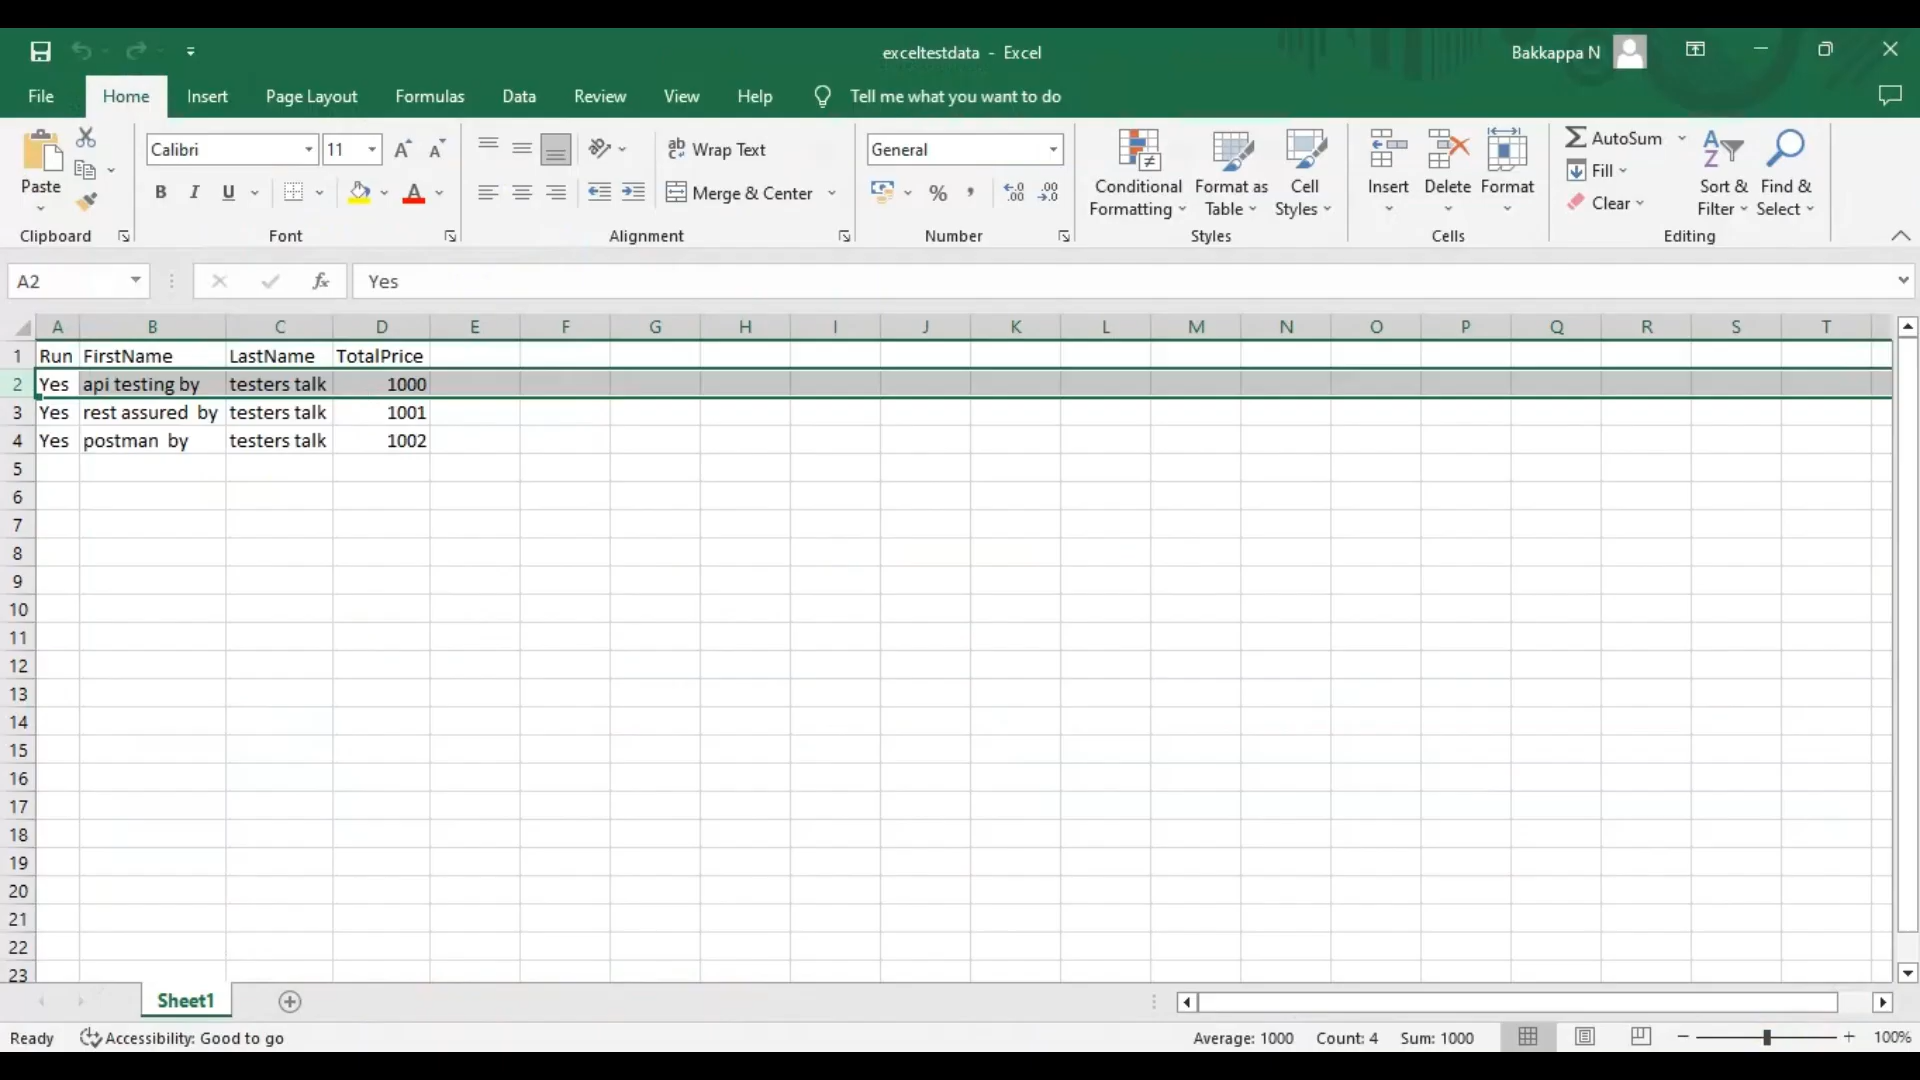 exceltestdata - Excel
Bakkappa N
File Home Insert Page Layout Formulas Data Review View Help Tell me what you want to do
Paste
Clipboard
Calibri 11
B I U
Font
Wrap Text
Merge & Center
Alignment
General
Number
Conditional Formatting
Format as Table
Cell Styles
Styles
Insert Delete Format
Cells
AutoSum
Fill
Clear
Sort & Filter
Find & Select
Editing
A2 fx Yes
A B C D E F G H I J K L M N O P Q R S T
1 Run FirstName LastName TotalPrice
2 Yes api testing by testers talk 1000
3 Yes rest assured by testers talk 1001
4 Yes postman by testers talk 1002
5
6
7
8
9
10
11
12
13
14
15
16
17
18
19
20
21
22
23
Sheet1
Ready Accessibility: Good to go Average: 1000 Count: 4 Sum: 1000 100%